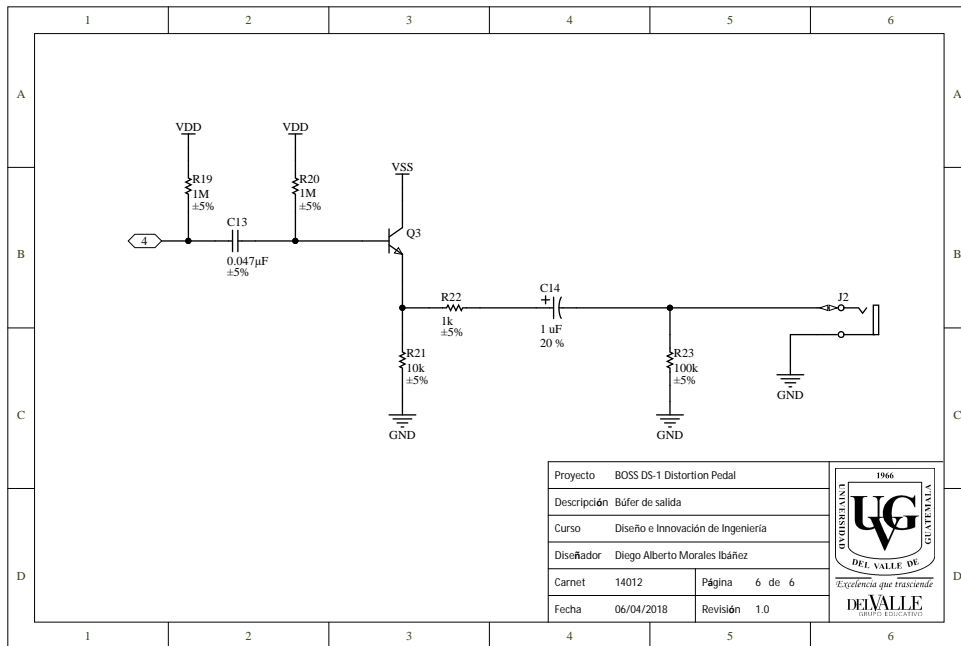 1 2 3 4 5 6
A A
VDD VDD
VSS
R19
1M
±5%
R20
1M
±5%
C13
0.047µF
±5%
Q3
4
B B
R22
1k
±5%
C14
+
1 uF
20 %
J2
R21
10k
±5%
R23
100k
±5%
GND
GND
GND
C C
Proyecto BOSS DS-1 Distortion Pedal
Descripción Búfer de salida
Curso Diseño e Innovación de Ingeniería
Diseñador Diego Alberto Morales Ibáñez
Carnet 14012 Página 6 de 6
Fecha 06/04/2018 Revisión 1.0
1966
UNIVERSIDAD
UVG
GUATEMALA
DEL VALLE DE
Excelencia que trasciende
DELVALLE
GRUPO EDUCATIVO
D D
1 2 3 4 5 6